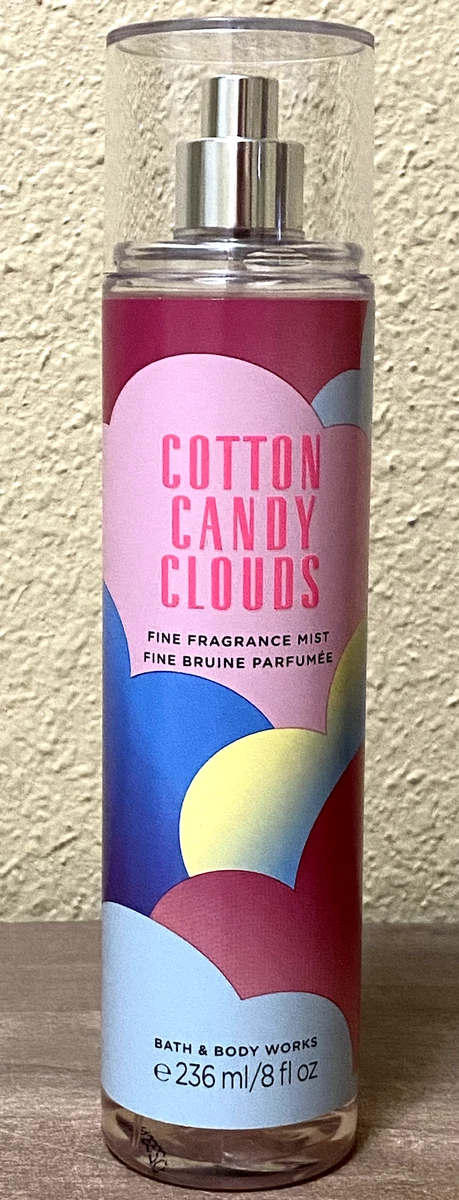 COTTON
CANDY
CLOUDS
FINE FRAGRANCE MIST
FINE BRUINE PARFUMÉE
BATH & BODY WORKS
℮ 236 ml/8 fl oz